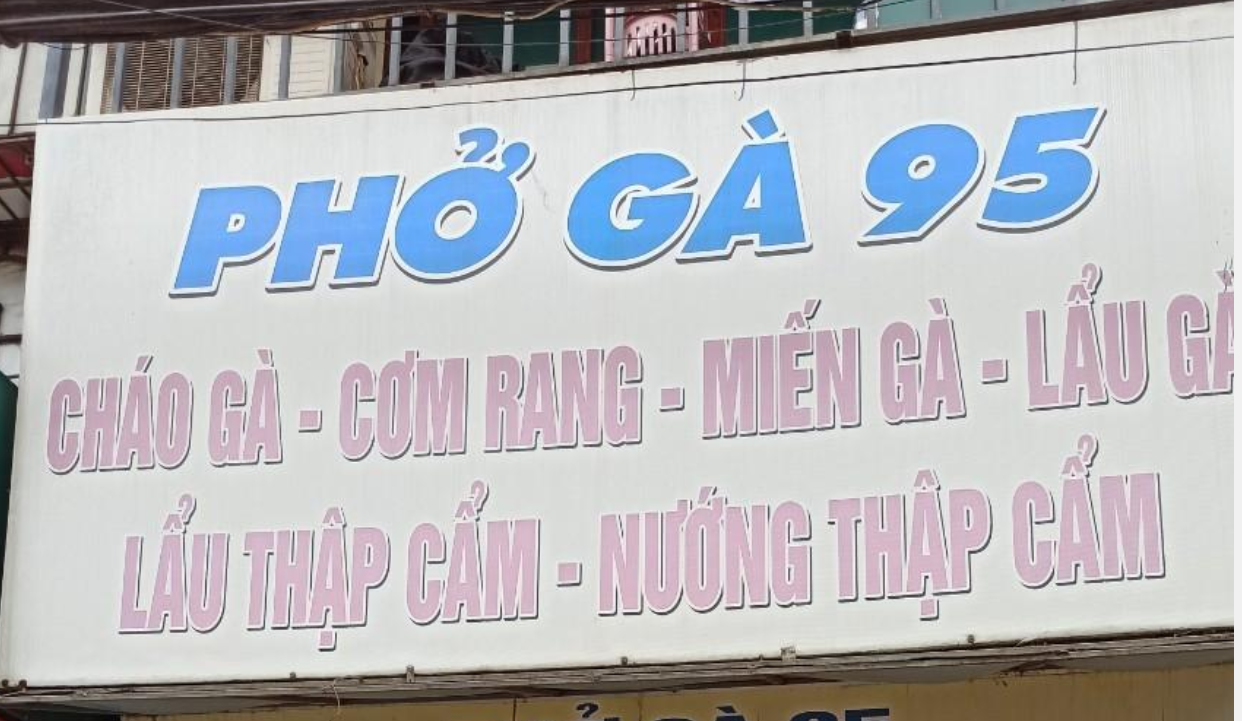 PHỞ GÀ 95
CHÁO GÀ - CƠM RANG - MIẾN GÀ - LẨU GÀ
LẨU THẬP CẨM - NƯỚNG THẬP CẨM